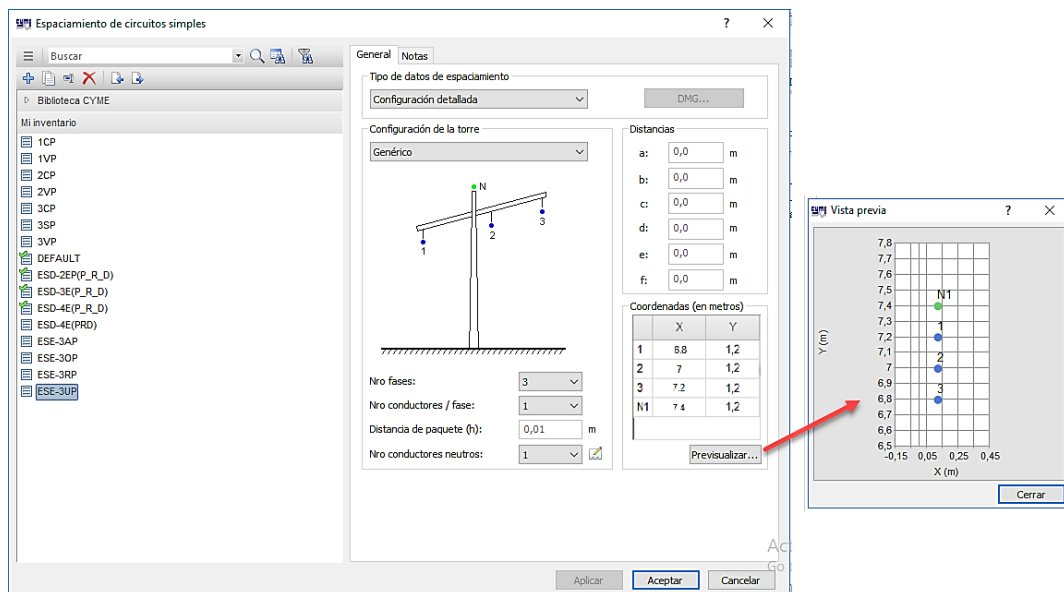 Espaciamiento de circuitos simples
Buscar
Biblioteca CYME
Mi inventario
1CP
1VP
2CP
2VP
3CP
3SP
3VP
DEFAULT
ESD-2EP(P_R_D)
ESD-3E(P_R_D)
ESD-4E(P_R_D)
ESD-4E(PRD)
ESE-3AP
ESE-3OP
ESE-3RP
ESE-3UP
General Notas
Tipo de datos de espaciamiento
Configuración detallada
DMG...
Configuración de la torre
Genérico
N
1
2
3
Nro fases: 3
Nro conductores / fase: 1
Distancia de paquete (h): 0,01 m
Nro conductores neutros: 1
Distancias
a: 0,0 m
b: 0,0 m
c: 0,0 m
d: 0,0 m
e: 0,0 m
f: 0,0 m
Coordenadas (en metros)
X Y
1 6.8 1,2
2 7 1,2
3 7.2 1,2
N1 7 4 1,2
Previsualizar...
Aplicar Aceptar Cancelar
Vista previa
7,8
7,7
7,6
7,5
7,4
7,3
7,2
7,1
7
6,9
6,8
6,7
6,6
6,5
Y (m)
N1
1
2
3
-0,15 0,05 0,25 0,45
X (m)
Cerrar